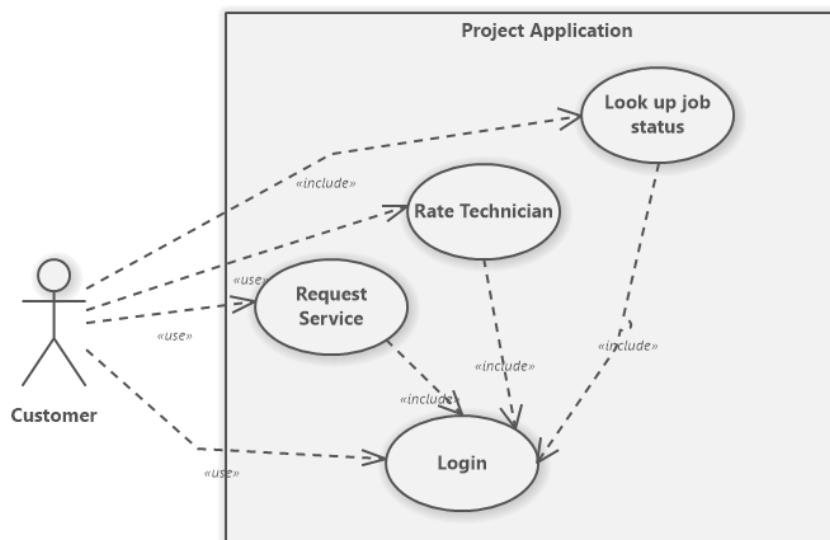 Project Application
Look up job
status
«include»
Rate Technician
«use»
Request
Service
«use»
«include»
«include»
«include»
Customer
Login
«use»